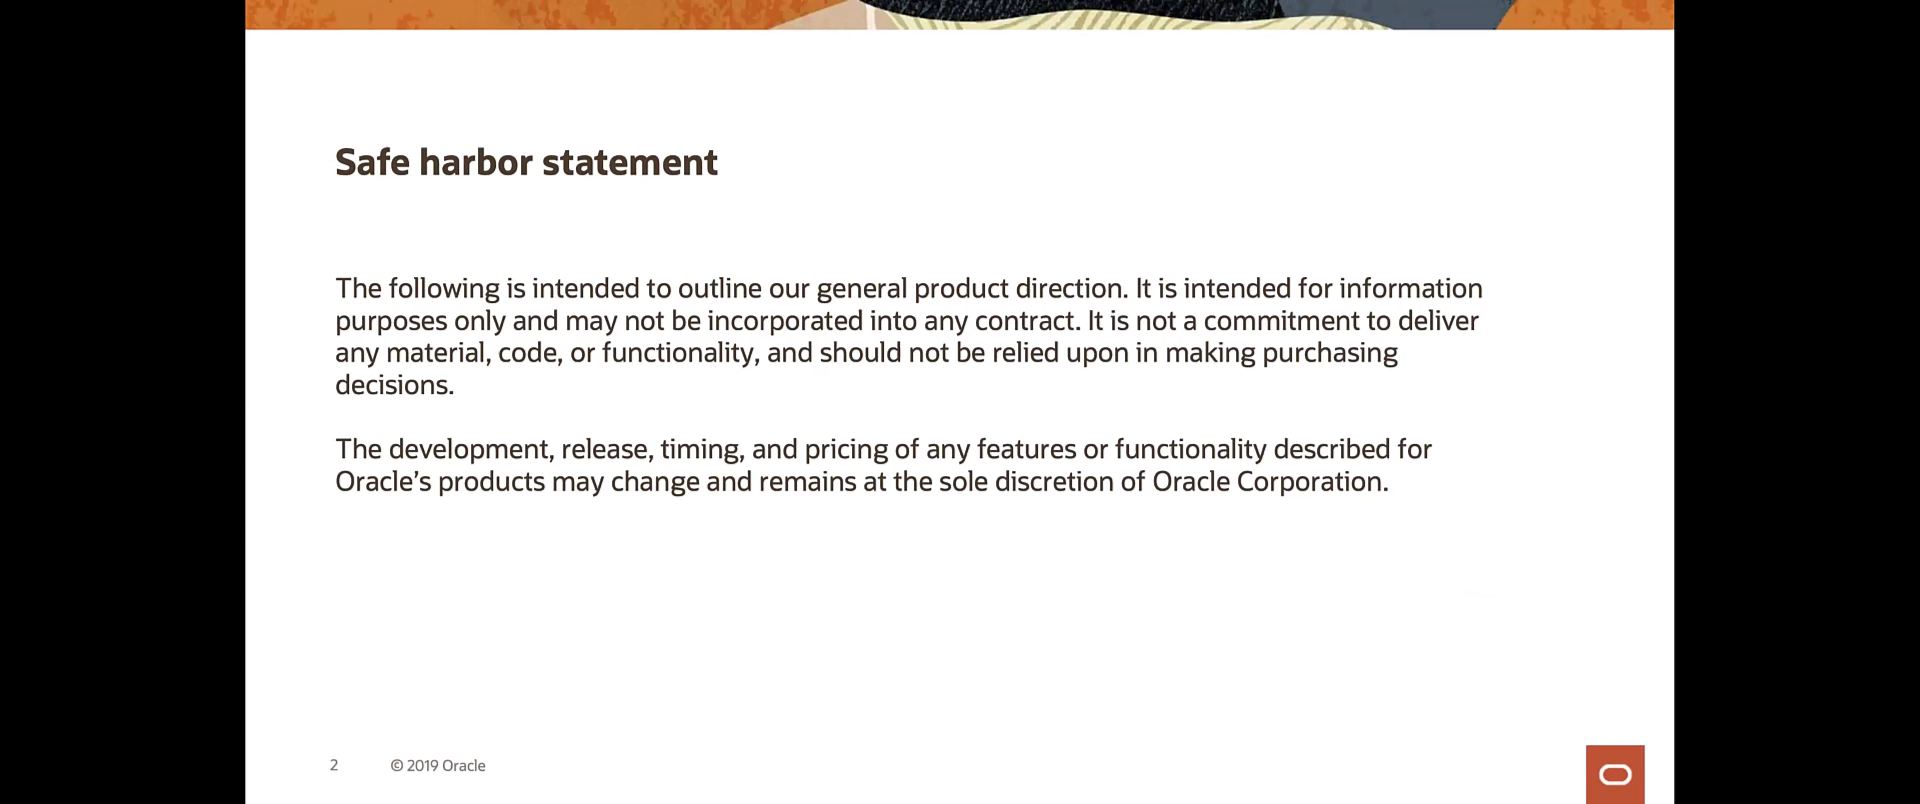 Safe harbor statement
The following is intended to outline our general product direction. It is intended for information
purposes only and may not be incorporated into any contract. It is not a commitment to deliver
any material, code, or functionality, and should not be relied upon in making purchasing
decisions.
The development, release, timing, and pricing of any features or functionality described for
Oracle’s products may change and remains at the sole discretion of Oracle Corporation.
2 © 2019 Oracle